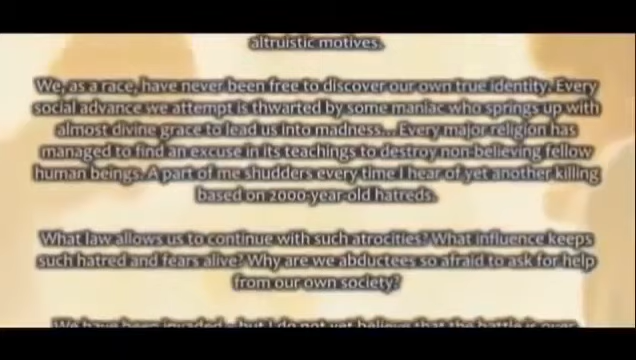 altruistic motives.
We, as a race, have never been free to discover our own true identity. Every
social advance we attempt is thwarted by some maniac who springs up with
almost divine grace to lead us into madness... Every major religion has
managed to find an excuse in its teachings to destroy non-believing fellow
human beings. A part of me shudders every time I hear of yet another killing
based on 2000-year-old hatreds.
What law allows us to continue with such atrocities? What influence keeps
such hatred and fears alive? Why are we abductees so afraid to ask for help
from our own society?
We have been invaded - but I do not yet believe that the battle is over.